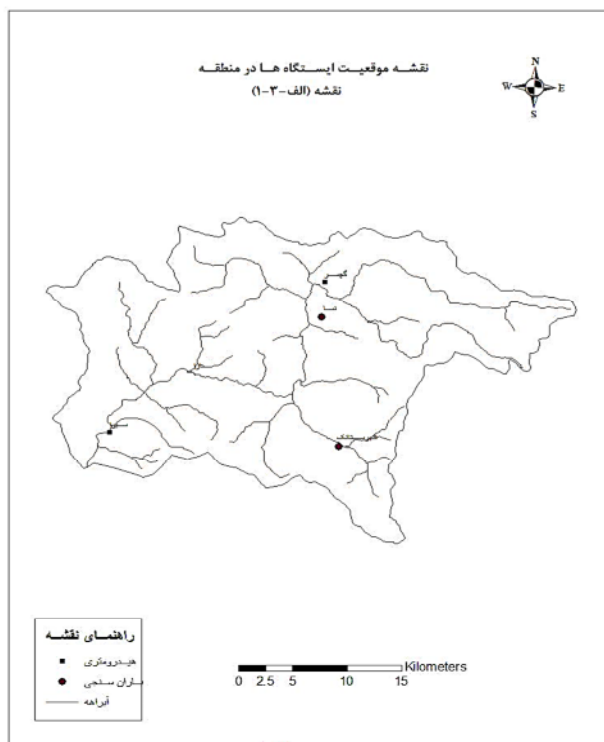 نقشه موقعیت ایستگاه ها در منطقه
نقشه (الف-۳-۱)
N
W E
S
راهنمای نقشه
هیدرومتری
باران سنجی
آبراهه
Kilometers
0 2.5 5 10 15